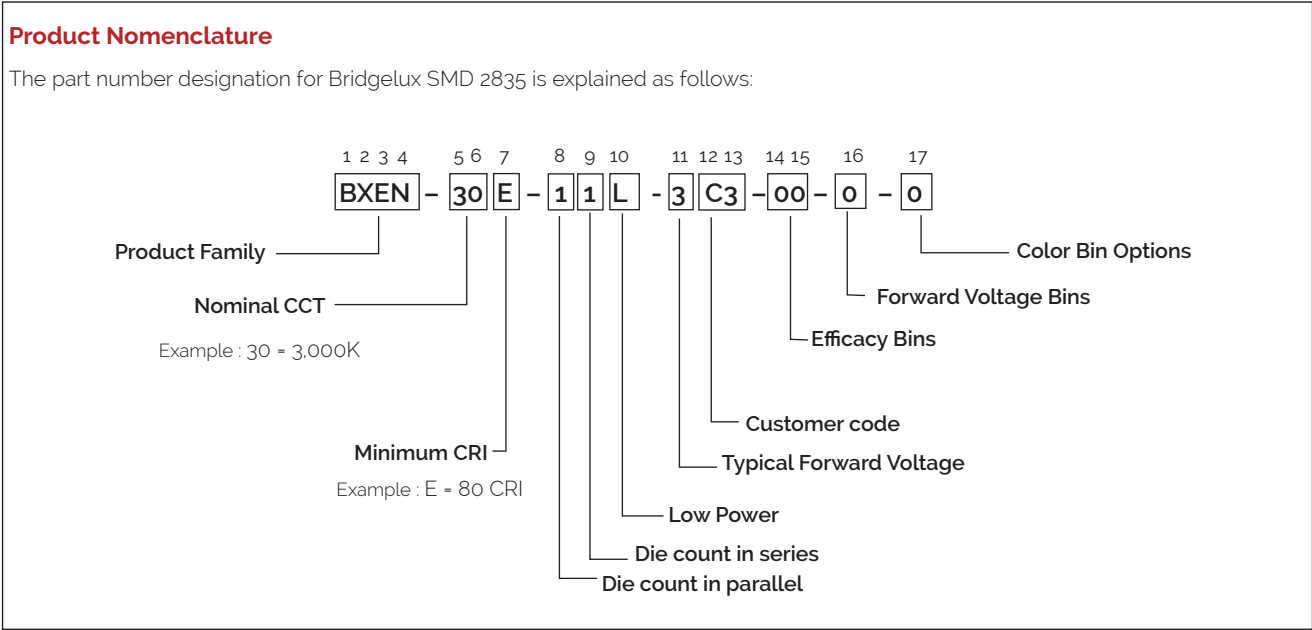 Product Nomenclature
The part number designation for Bridgelux SMD 2835 is explained as follows:
1 2 3 4 5 6 7 8 9 10 11 12 13 14 15 16 17
BXEN – 30 E – 1 1 L - 3 C3 – 00 – 0 – 0
Product Family
Color Bin Options
Nominal CCT
Forward Voltage Bins
Example : 30 = 3,000K
Efficacy Bins
Customer code
Minimum CRI
Typical Forward Voltage
Example : E = 80 CRI
Low Power
Die count in series
Die count in parallel